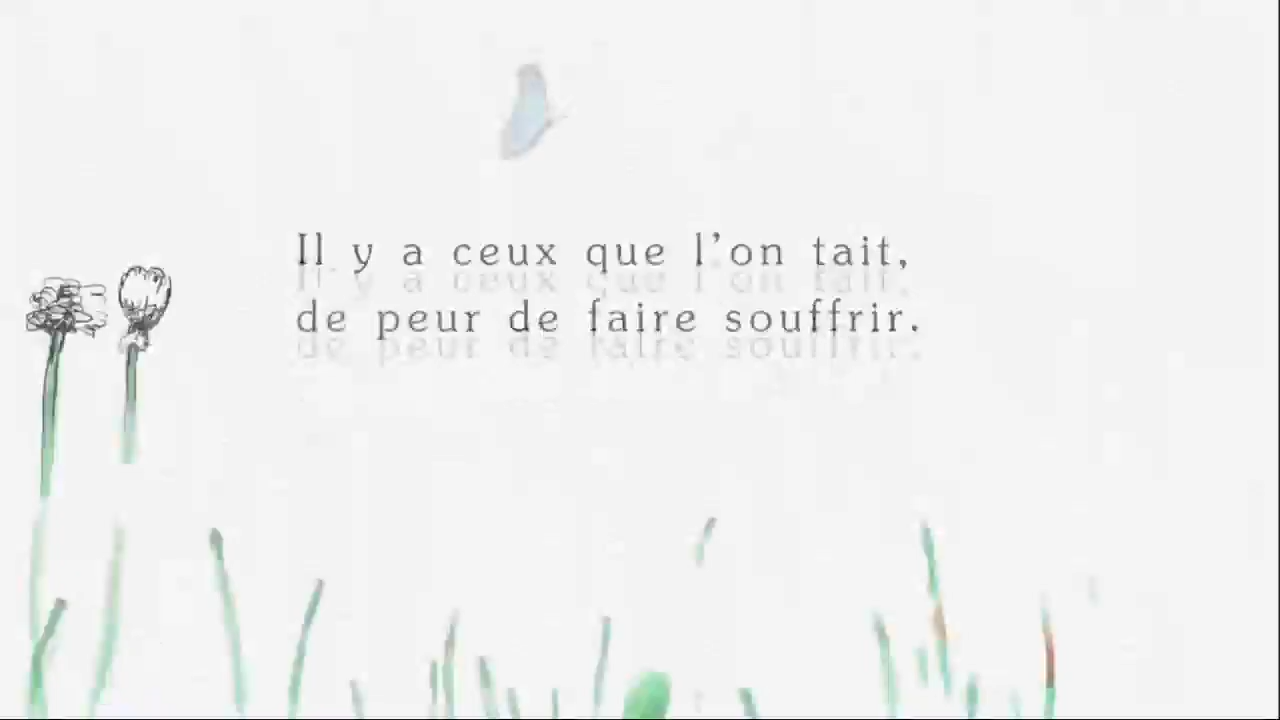 Il y a ceux que l’on tait,
de peur de faire souffrir.